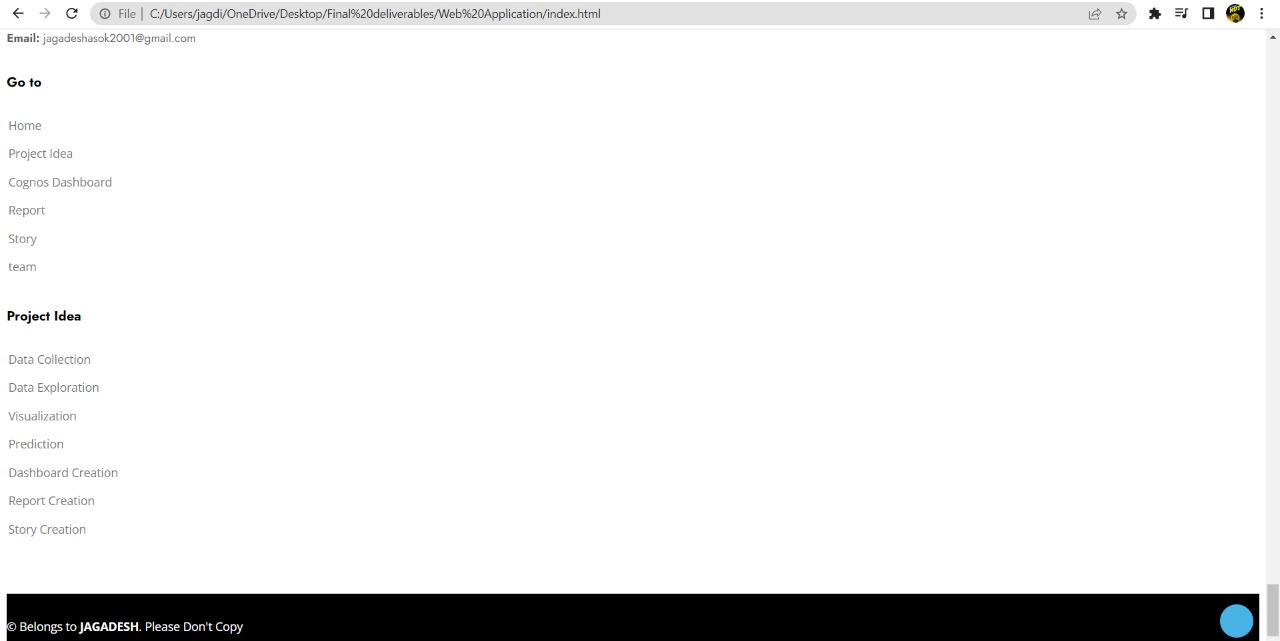 File | C:/Users/jagdi/OneDrive/Desktop/Final%20deliverables/Web%20Application/index.html
Email: jagadeshasok2001@gmail.com
Go to
Home
Project Idea
Cognos Dashboard
Report
Story
team
Project Idea
Data Collection
Data Exploration
Visualization
Prediction
Dashboard Creation
Report Creation
Story Creation
© Belongs to JAGADESH. Please Don't Copy